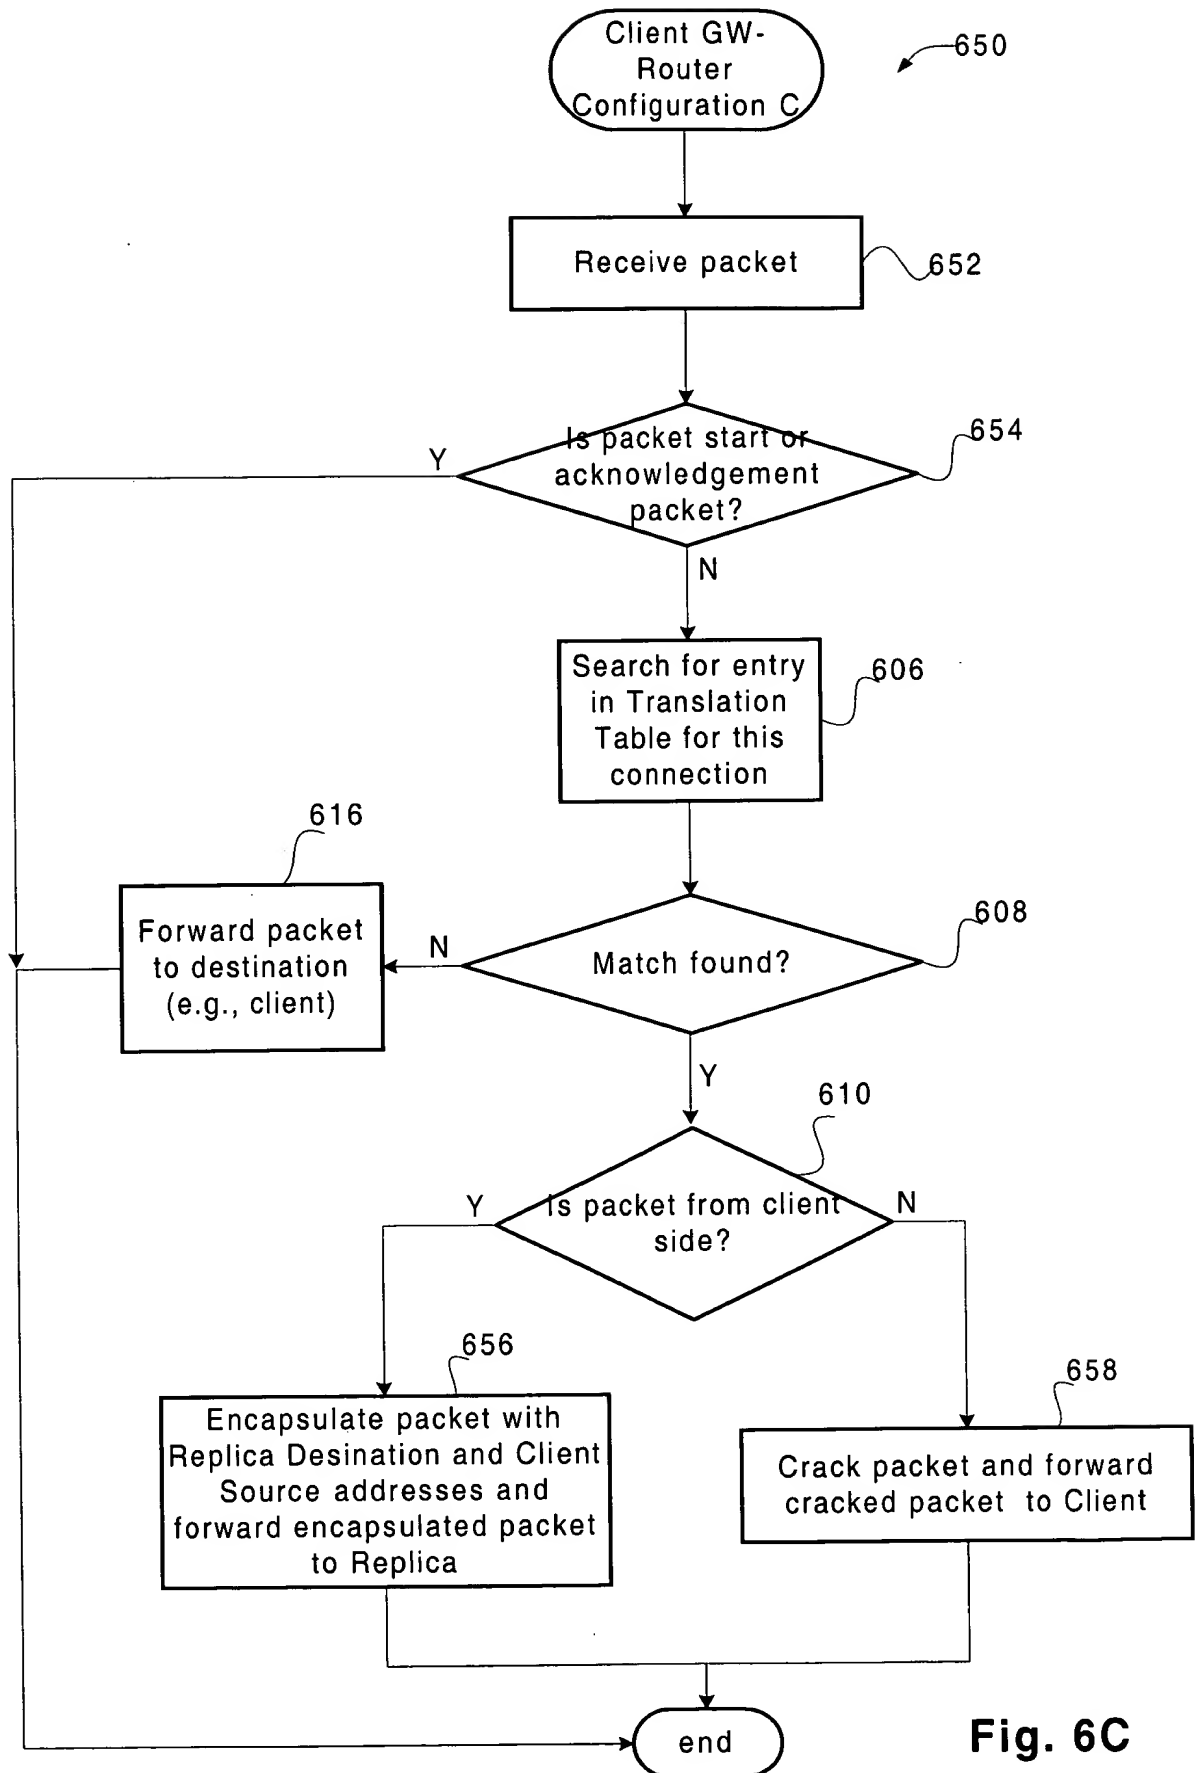 Client GW-
Router
Configuration C
650
Receive packet
652
Is packet start or
acknowledgement
packet?
654
Y
N
Search for entry
in Translation
Table for this
connection
606
616
Forward packet
to destination
(e.g., client)
N
Match found?
608
Y
610
Y
Is packet from client
side?
N
656
Encapsulate packet with
Replica Desination and Client
Source addresses and
forward encapsulated packet
to Replica
658
Crack packet and forward
cracked packet to Client
end
Fig. 6C